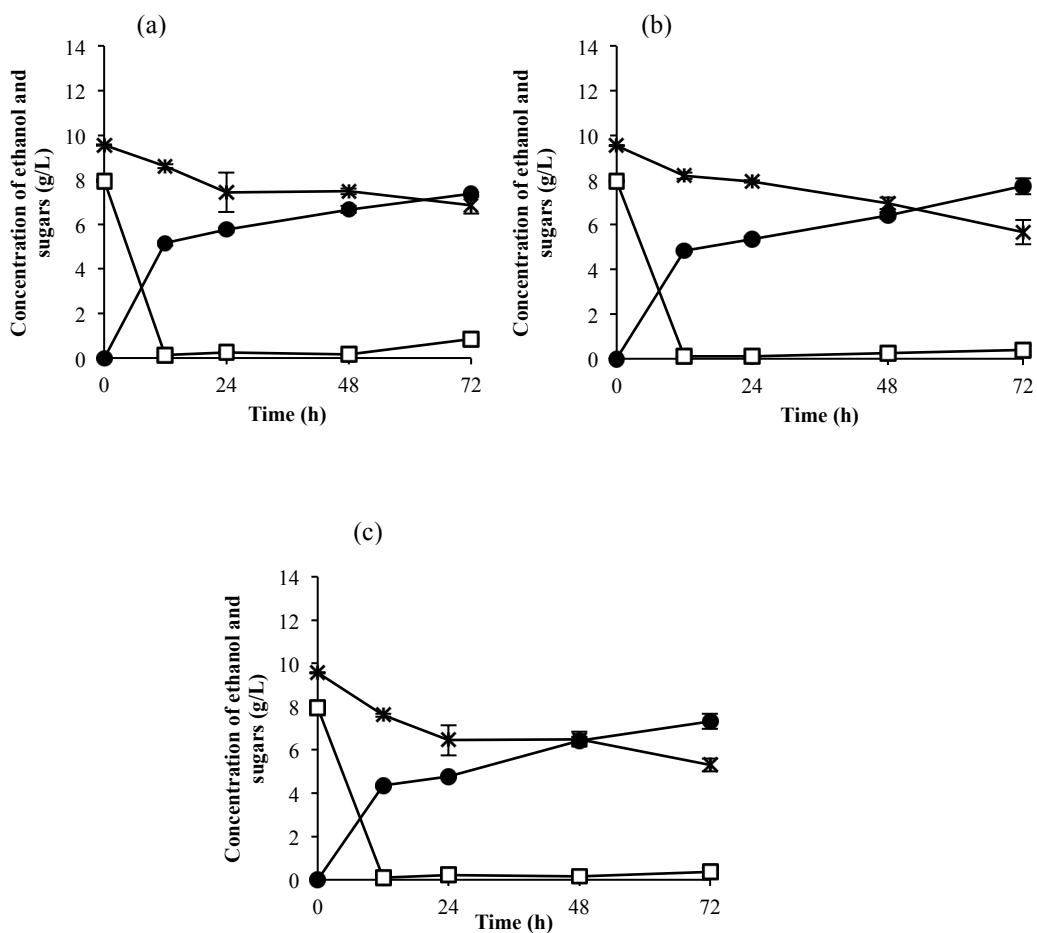 (a)
14
12
10
8
6
4
2
0
0 24 48 72
Time (h)
Concentration of ethanol and
sugars (g/L)
(b)
14
12
10
8
6
4
2
0
0 24 48 72
Time (h)
Concentration of ethanol and
sugars (g/L)
(c)
14
12
10
8
6
4
2
0
0 24 48 72
Time (h)
Concentration of ethanol and
sugars (g/L)